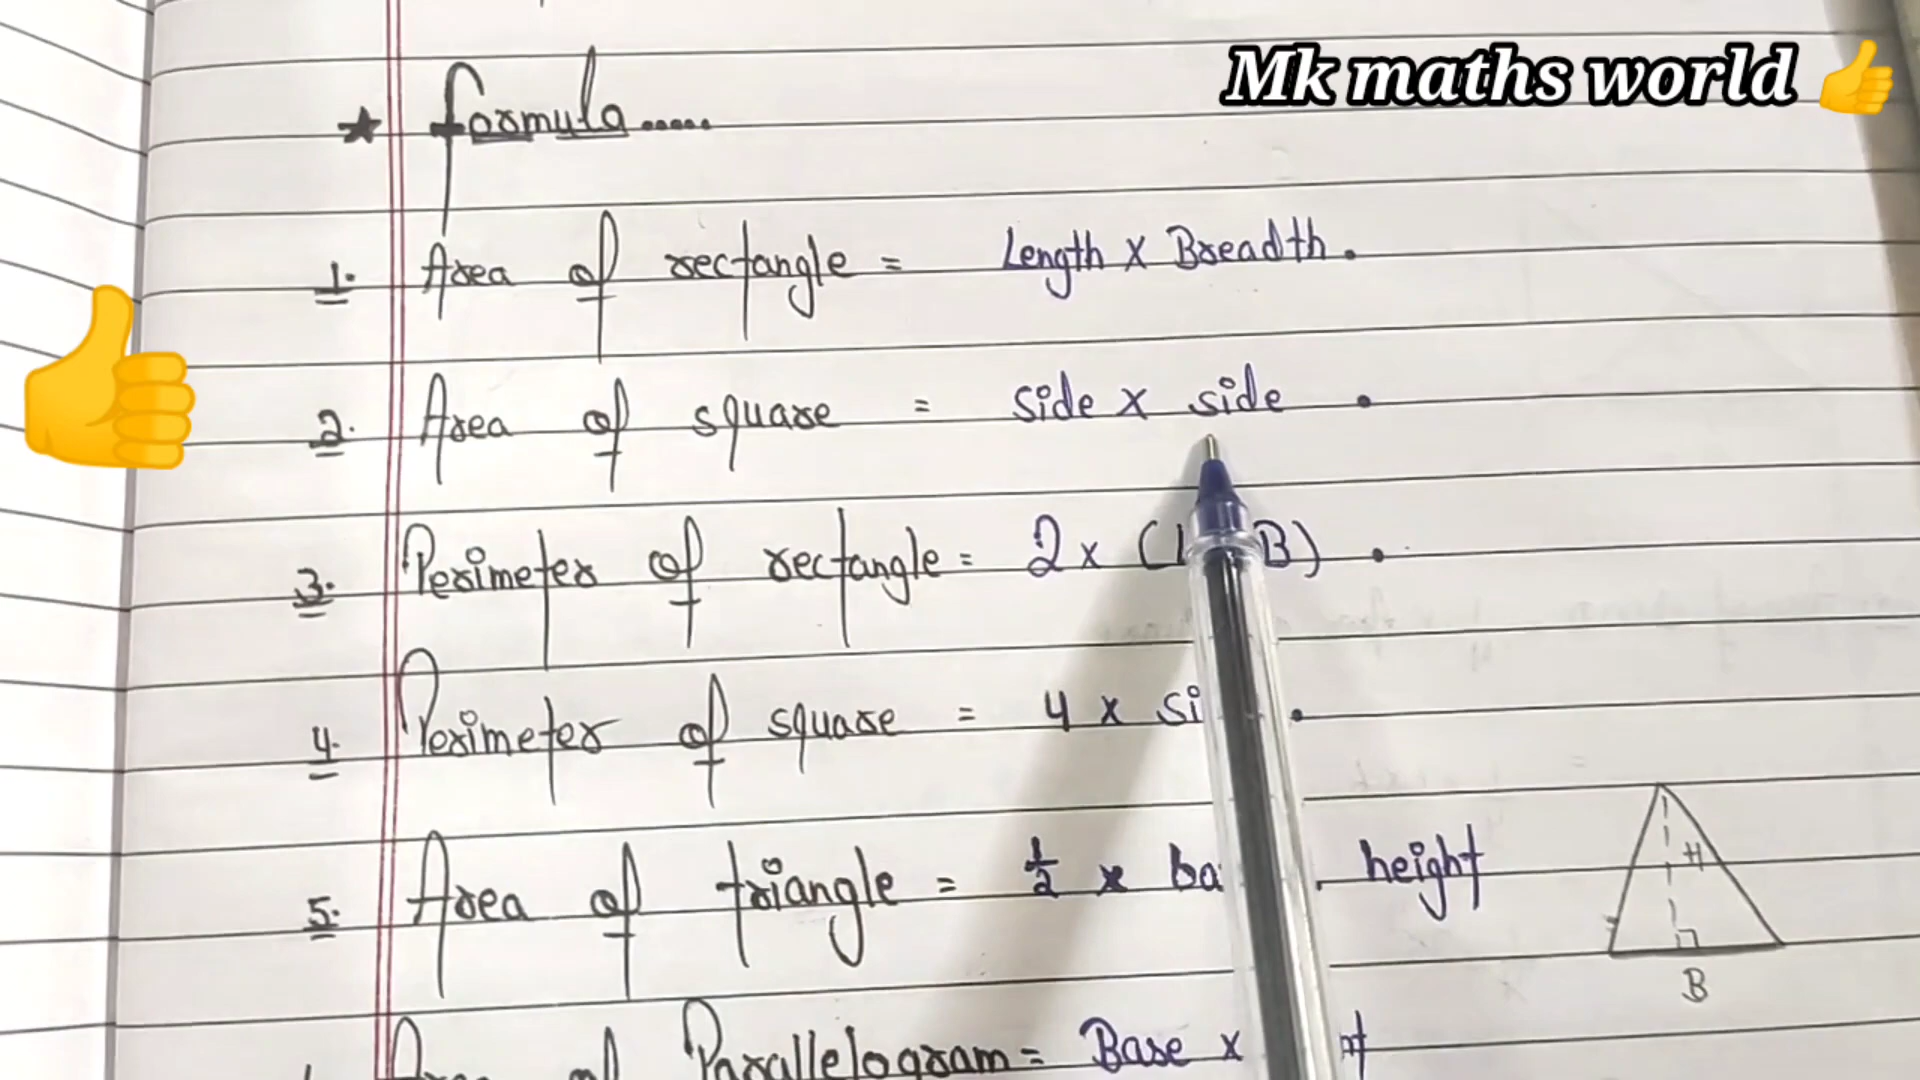 Mk maths world 👍
★ formula.....
1. Area of rectangle = Length x Breadth.
2. Area of square = side x side .
3. Perimeter of rectangle = 2 x ( B) .
4. Perimeter of square = 4 x .
5. Area of triangle = 1/2 x height
H
B
Parallelogram = Base x